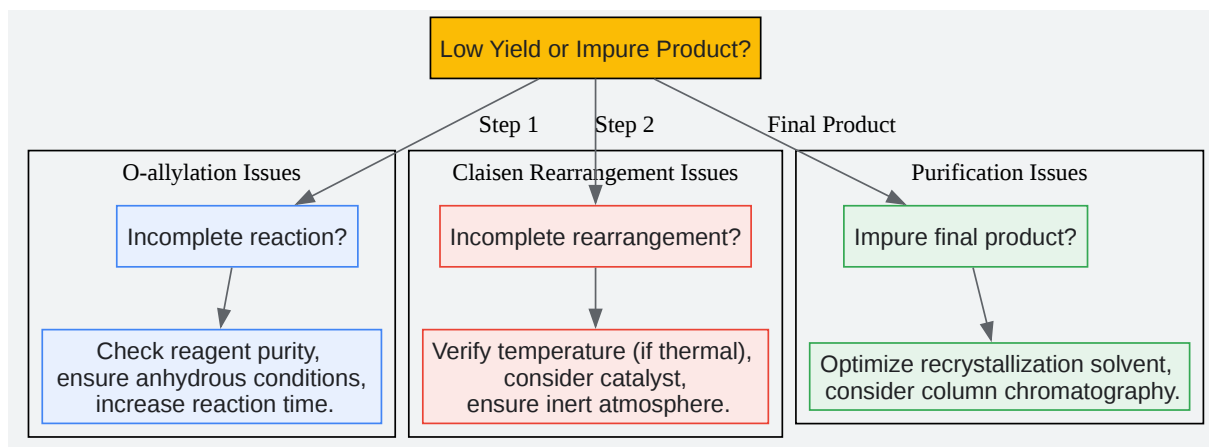 Low Yield or Impure Product?
Step 1
Step 2
Final Product
O-allylation Issues
Claisen Rearrangement Issues
Purification Issues
Incomplete reaction?
Incomplete rearrangement?
Impure final product?
Check reagent purity,
ensure anhydrous conditions,
increase reaction time.
Verify temperature (if thermal),
consider catalyst,
ensure inert atmosphere.
Optimize recrystallization solvent,
consider column chromatography.